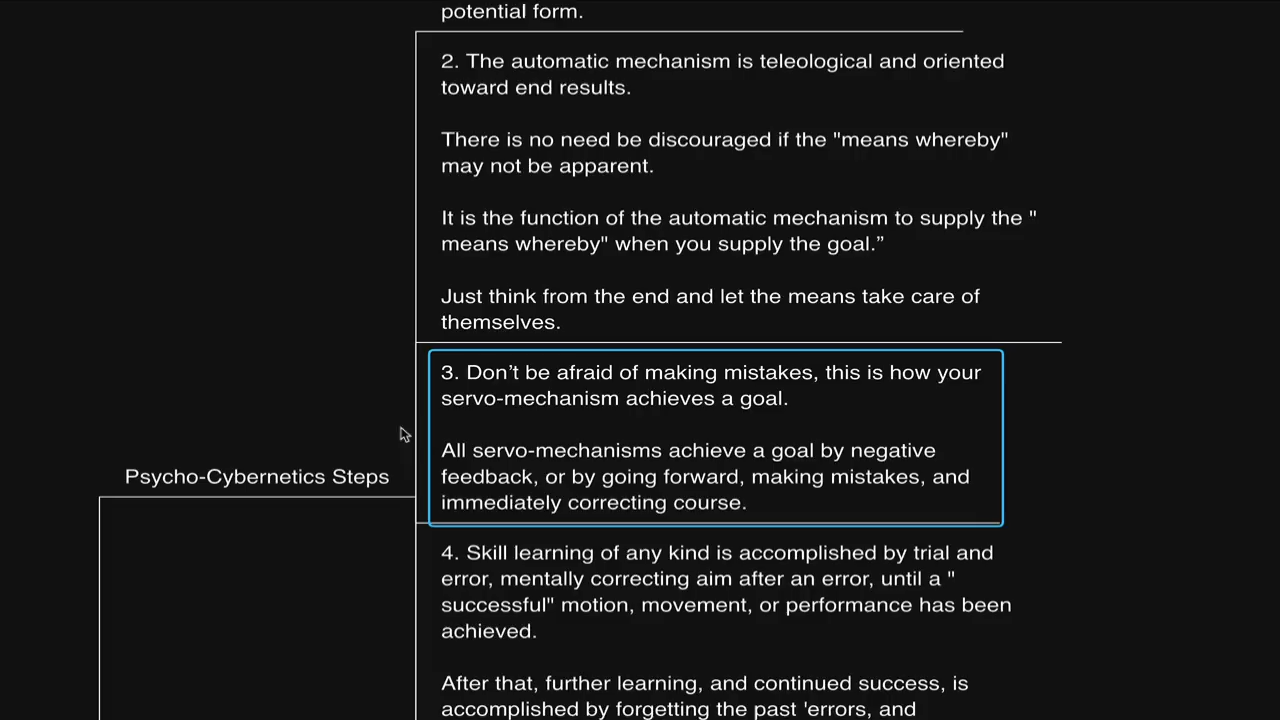 potential form.
2. The automatic mechanism is teleological and oriented
toward end results.
There is no need be discouraged if the "means whereby"
may not be apparent.
It is the function of the automatic mechanism to supply the "
means whereby" when you supply the goal.”
Just think from the end and let the means take care of
themselves.
3. Don’t be afraid of making mistakes, this is how your
servo-mechanism achieves a goal.
All servo-mechanisms achieve a goal by negative
feedback, or by going forward, making mistakes, and
immediately correcting course.
Psycho-Cybernetics Steps
4. Skill learning of any kind is accomplished by trial and
error, mentally correcting aim after an error, until a "
successful" motion, movement, or performance has been
achieved.
After that, further learning, and continued success, is
accomplished by forgetting the past 'errors, and